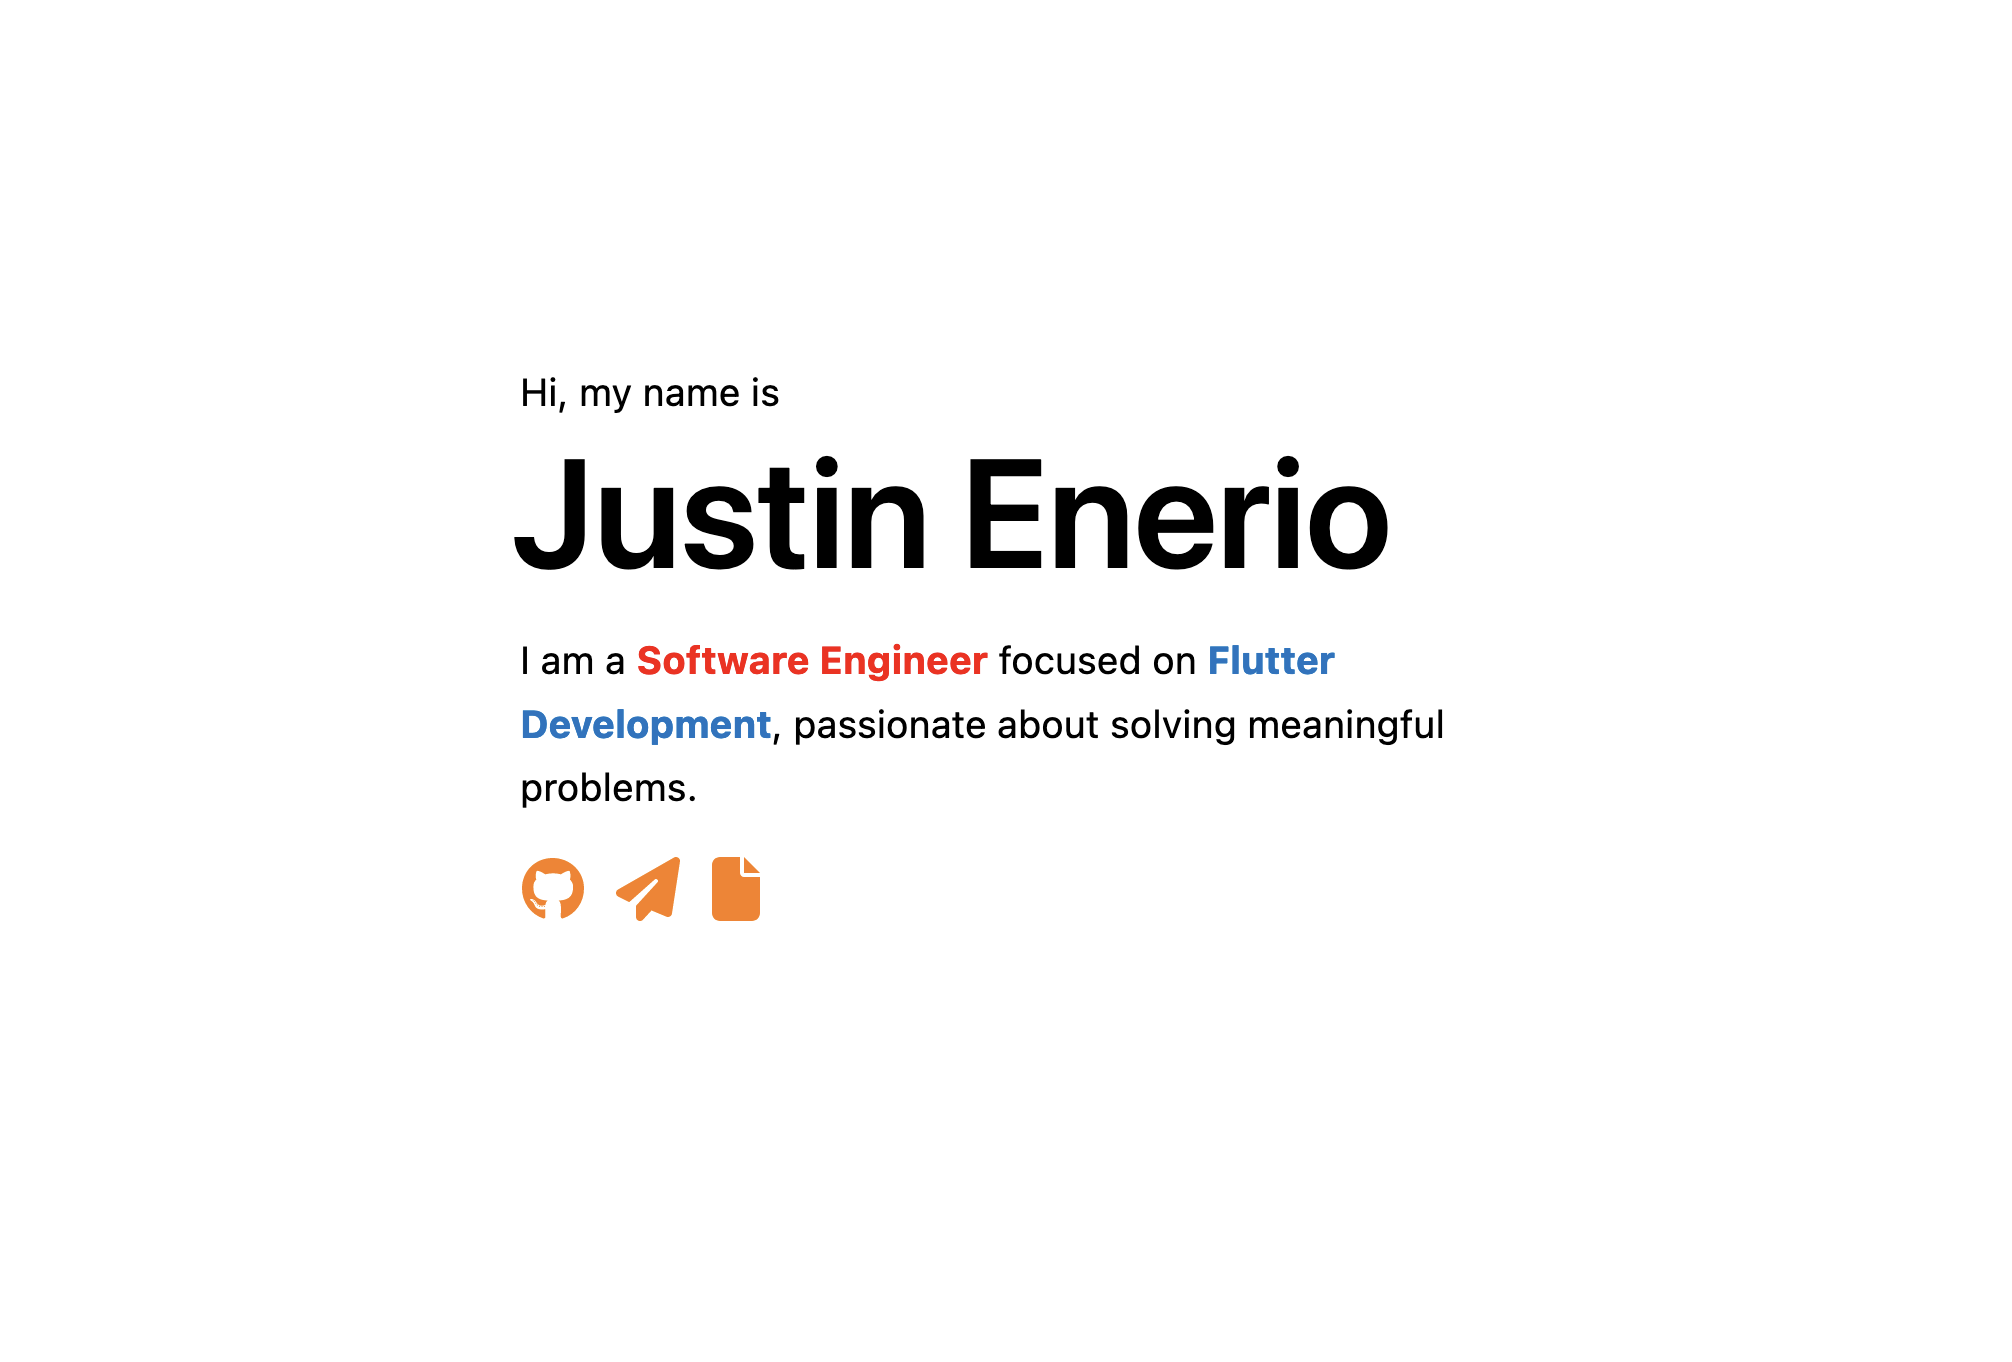 Hi, my name is
Justin Enerio
I am a Software Engineer focused on Flutter
Development, passionate about solving meaningful
problems.